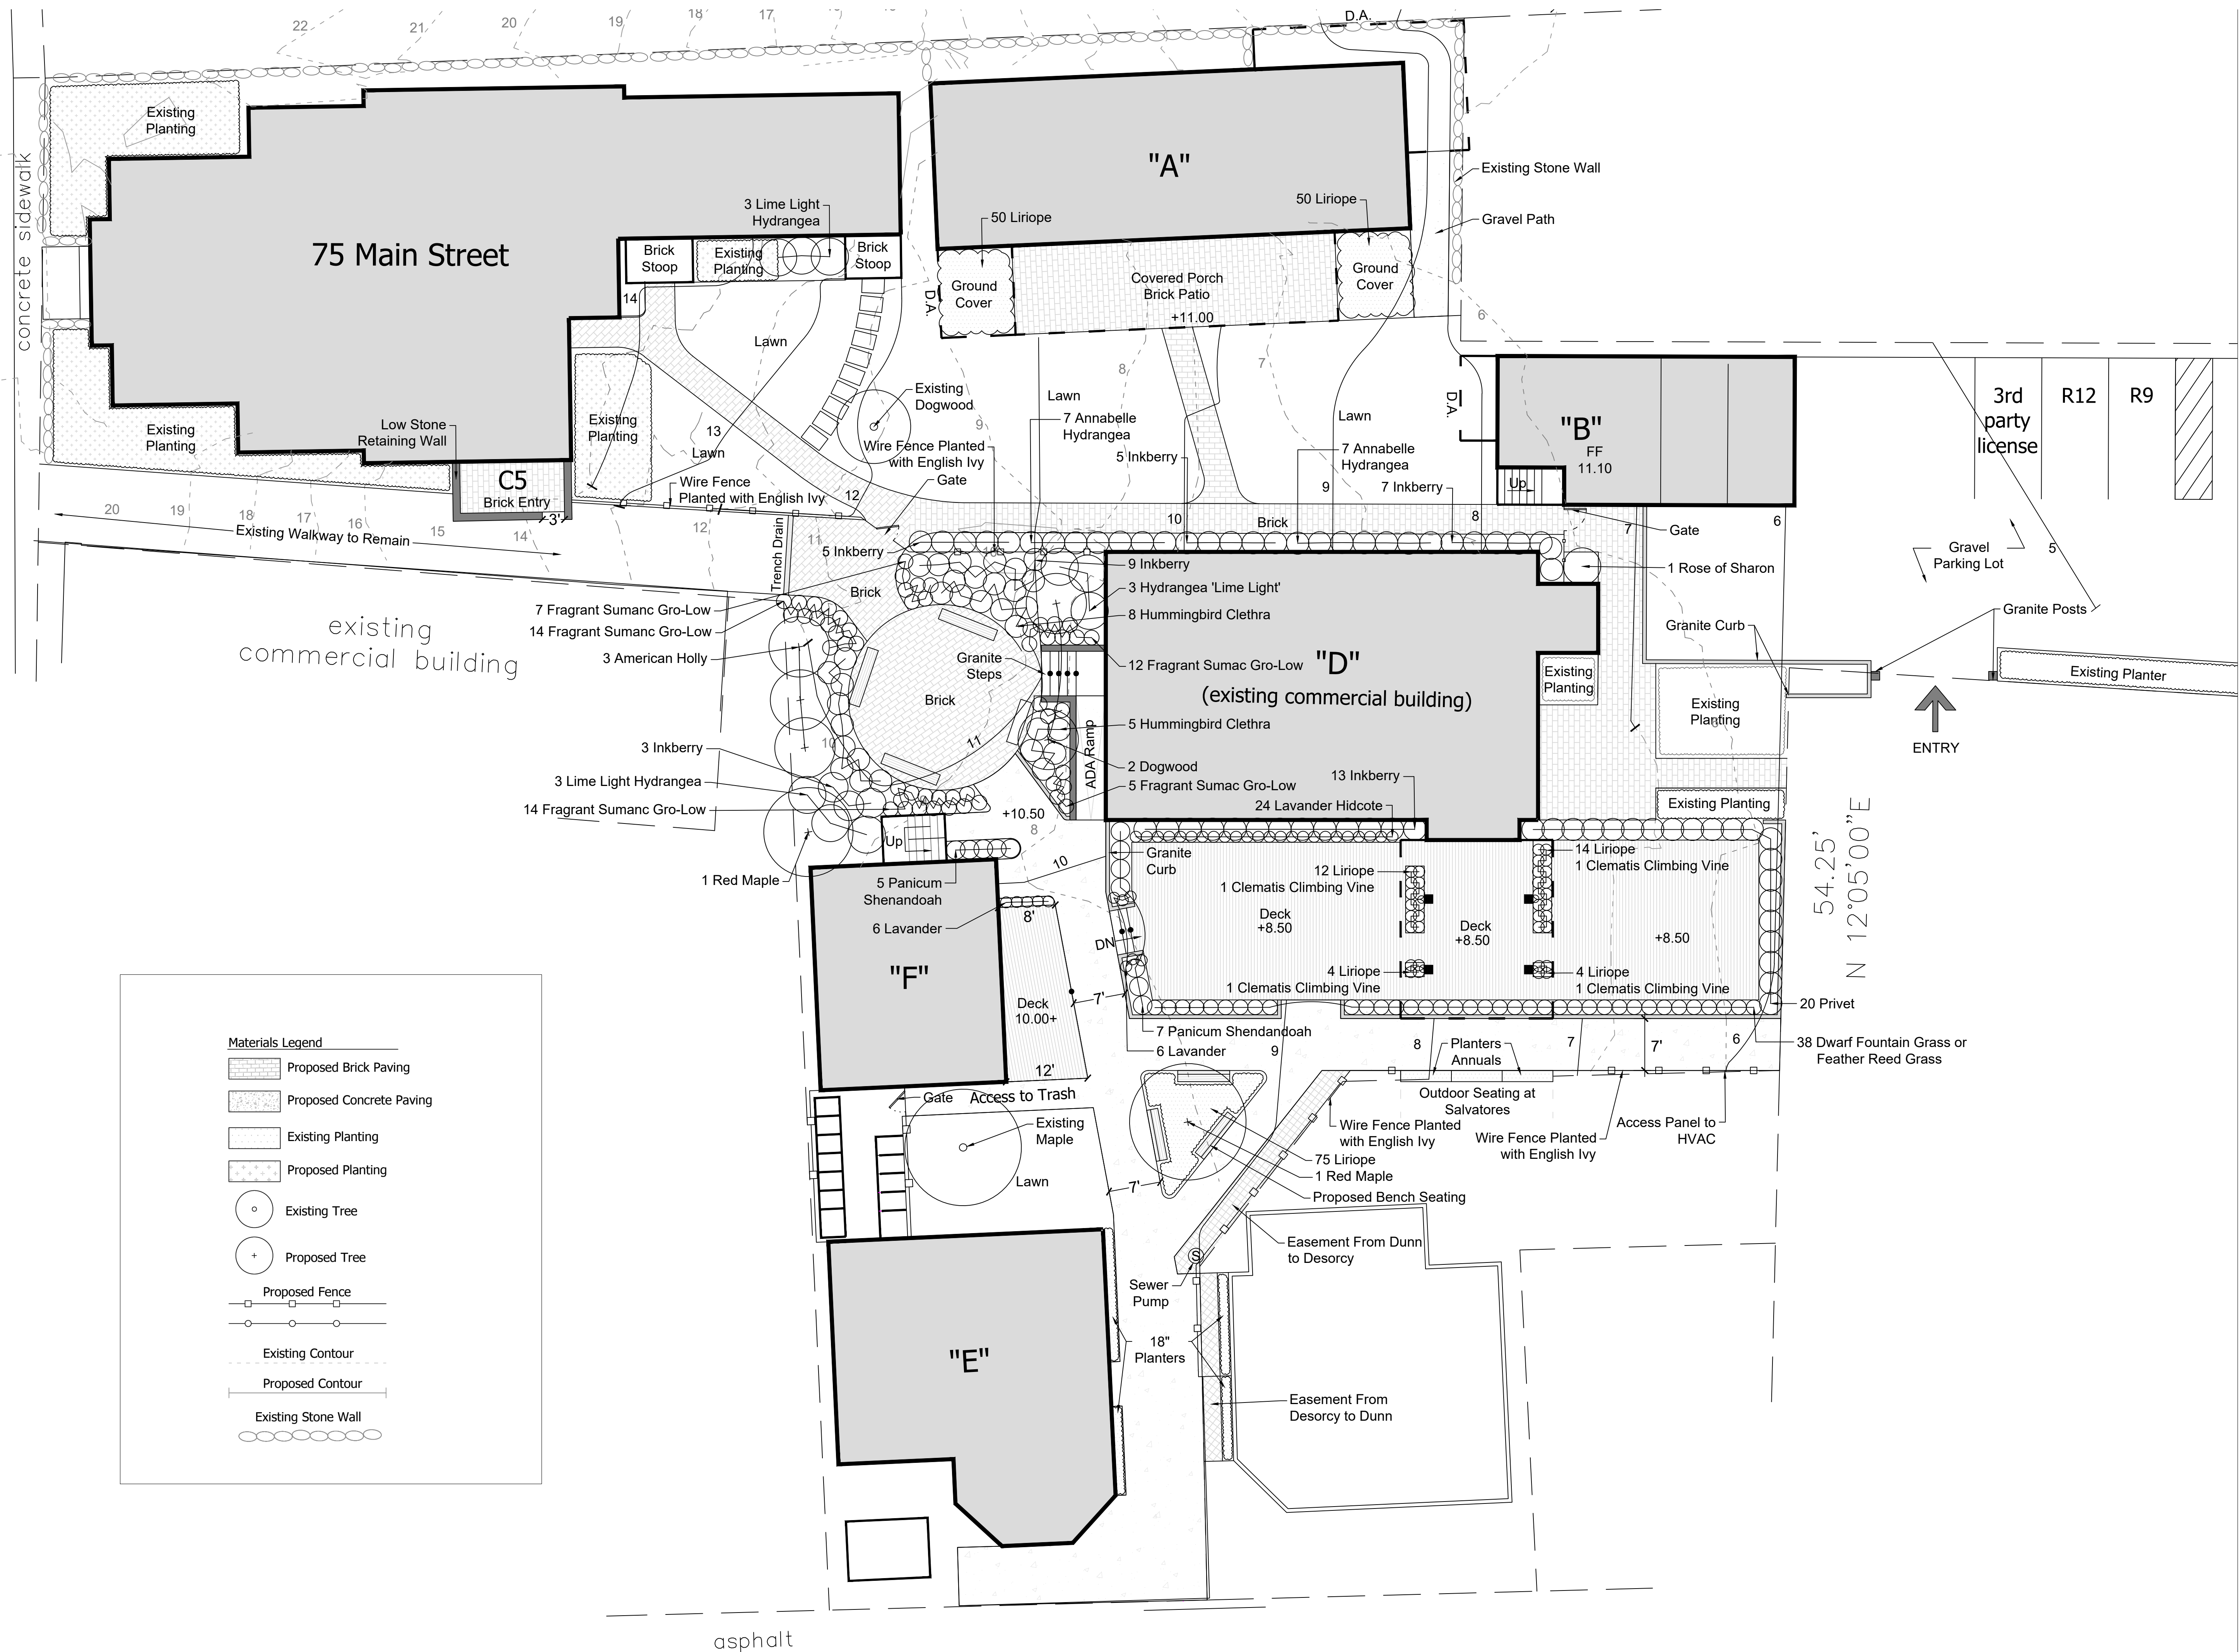 22
21
20
19
18
17
D.A.
Existing
Planting
concrete sidewalk
75 Main Street
3 Lime Light
Hydrangea
Brick
Stoop
Existing
Planting
Brick
Stoop
14
"A"
50 Liriope
50 Liriope
Ground
Cover
Covered Porch
Brick Patio
+11.00
Ground
Cover
D.A.
Existing Stone Wall
Gravel Path
6
Lawn
Existing
Dogwood
Existing
Planting
Existing
Planting
Low Stone
Retaining Wall
C5
Brick Entry
3'
13
Lawn
Wire Fence
Planted with English Ivy
12
Wire Fence Planted
with English Ivy
Gate
9
8
7
Lawn
7 Annabelle
Hydrangea
5 Inkberry
Lawn
7 Annabelle
Hydrangea
9
7 Inkberry
8
D.A.
"B"
FF
11.10
Up
3rd
party
license
R12
R9
20
19
18
17
16
15
14
12
11
Existing Walkway to Remain
Trench Drain
5 Inkberry
10
10
Brick
Gate
7
6
5
Gravel
Parking Lot
1 Rose of Sharon
Granite Posts
Granite Curb
Brick
9 Inkberry
3 Hydrangea 'Lime Light'
8 Hummingbird Clethra
7 Fragrant Sumanc Gro-Low
14 Fragrant Sumanc Gro-Low
3 American Holly
existing
commercial building
Granite
Steps
12 Fragrant Sumac Gro-Low
"D"
(existing commercial building)
Existing
Planting
Existing
Planting
6
Existing Planter
ENTRY
Brick
11
10
5 Hummingbird Clethra
ADA Ramp
2 Dogwood
5 Fragrant Sumac Gro-Low
3 Inkberry
3 Lime Light Hydrangea
14 Fragrant Sumanc Gro-Low
13 Inkberry
24 Lavander Hidcote
Existing Planting
54.25'
N 12°05'00"E
+10.50
8
Up
10
1 Red Maple
5 Panicum
Shenandoah
6 Lavander
8'
Granite
Curb
12 Liriope
1 Clematis Climbing Vine
Deck
+8.50
14 Liriope
1 Clematis Climbing Vine
Deck
+8.50
+8.50
DN
"F"
Deck
10.00+
7'
4 Liriope
1 Clematis Climbing Vine
4 Liriope
1 Clematis Climbing Vine
20 Privet
7 Panicum Shendandoah
6 Lavander
9
8
Planters
Annuals
7
7'
6
38 Dwarf Fountain Grass or
Feather Reed Grass
12'
Gate
Access to Trash
Existing
Maple
Lawn
7'
Outdoor Seating at
Salvatores
Wire Fence Planted
with English Ivy
Wire Fence Planted
with English Ivy
Access Panel to
HVAC
75 Liriope
1 Red Maple
Proposed Bench Seating
Easement From Dunn
to Desorcy
S
Sewer
Pump
"E"
18"
Planters
Easement From
Desorcy to Dunn
asphalt
Materials Legend
Proposed Brick Paving
Proposed Concrete Paving
Existing Planting
Proposed Planting
Existing Tree
Proposed Tree
Proposed Fence
Existing Contour
Proposed Contour
Existing Stone Wall